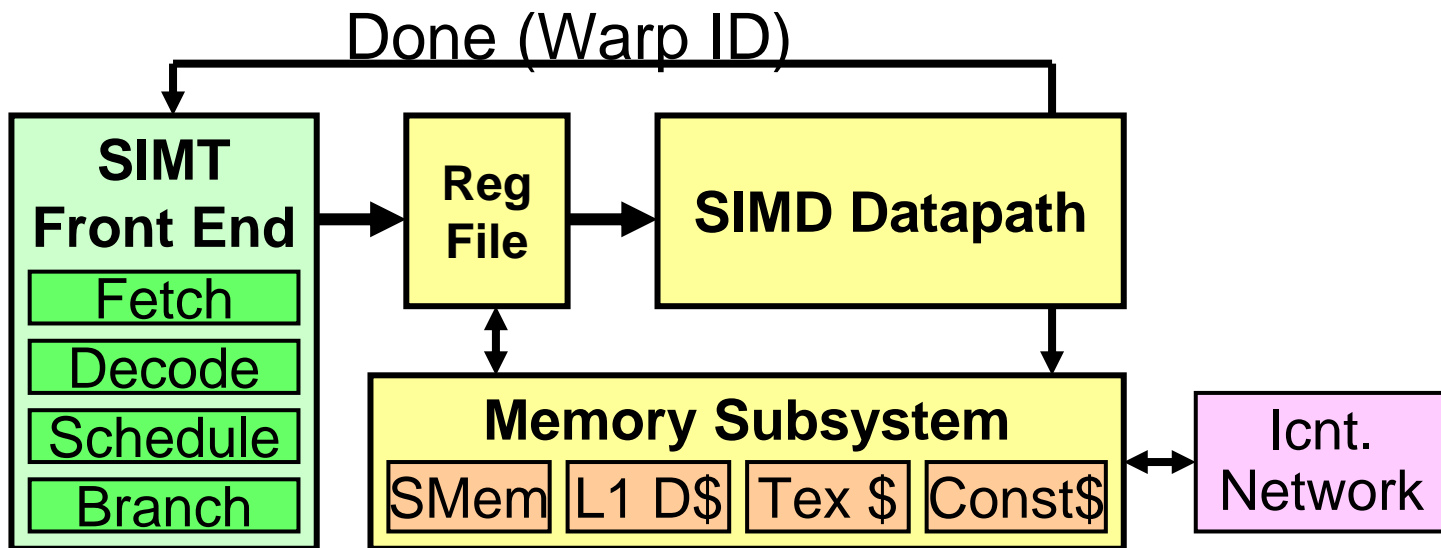 Done (Warp ID)
SIMT
Front End
Fetch
Decode
Schedule
Branch
Reg
File
SIMD Datapath
Memory Subsystem
SMem
L1 D$
Tex $
Const$
Icnt.
Network